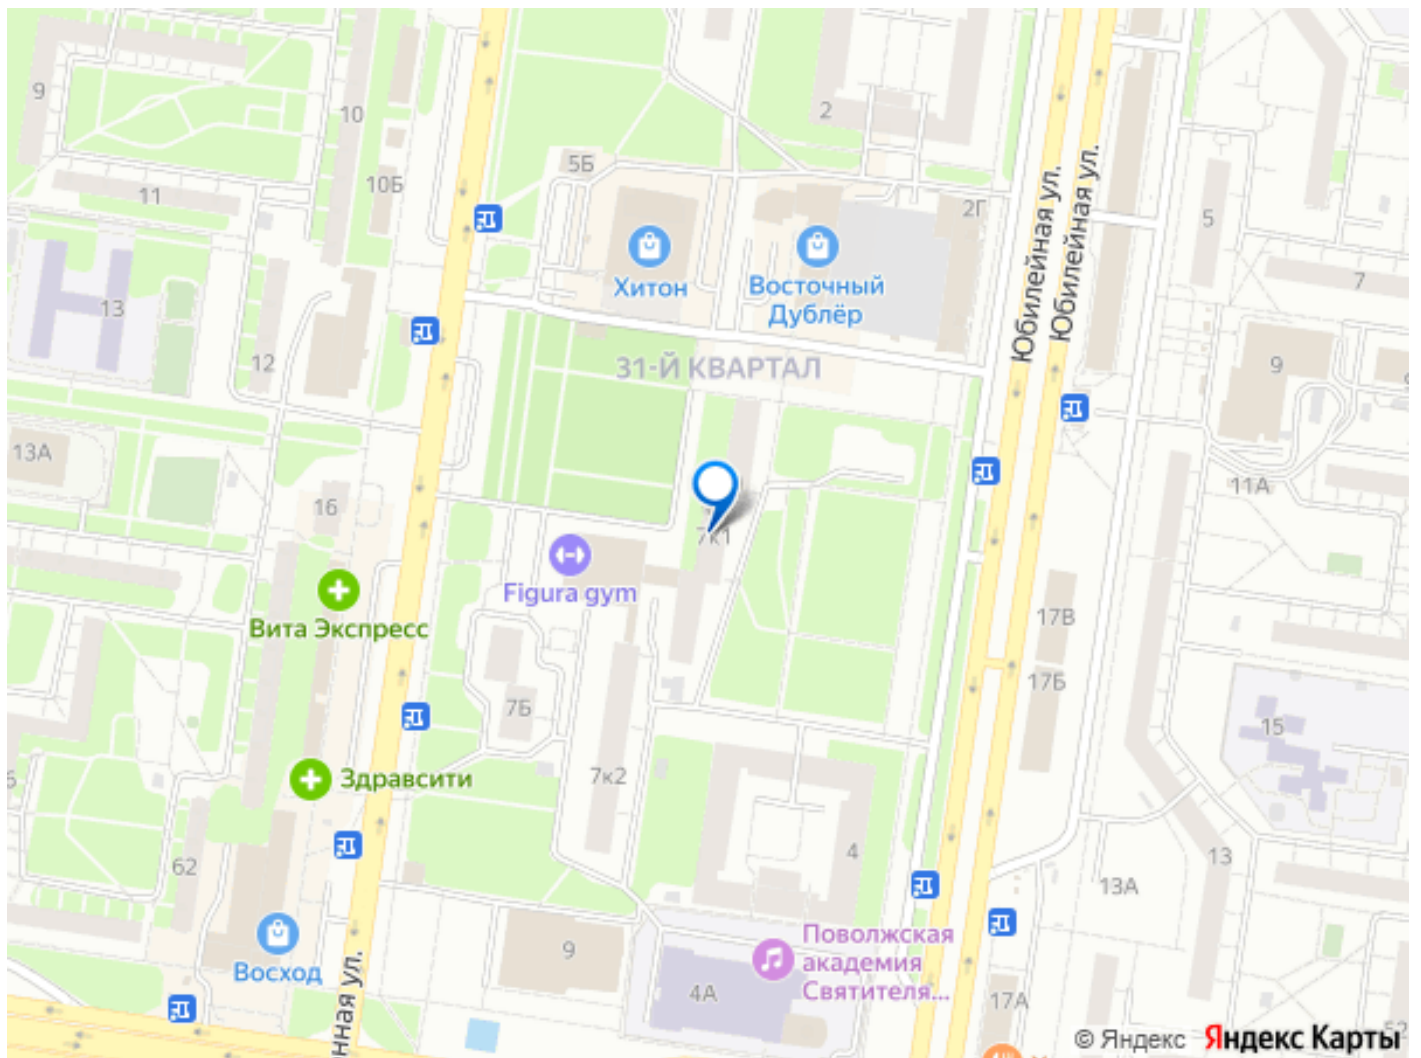 9
10
2
5Б
10Б
11
2Г
5
Юбилейная ул.
Юбилейная ул.
Хитон
Восточный
Дублёр
7
13
12
31-Й КВАРТАЛ
9
13А
16
11А
7к1
Figura gym
Вита Экспресс
17В
17Б
7Б
15
7к2
Здравсити
62
4
13
13А
Восход
9
Поволжская
академия
Святителя...
4А
17А
нная ул.
© Яндекс Яндекс Карты